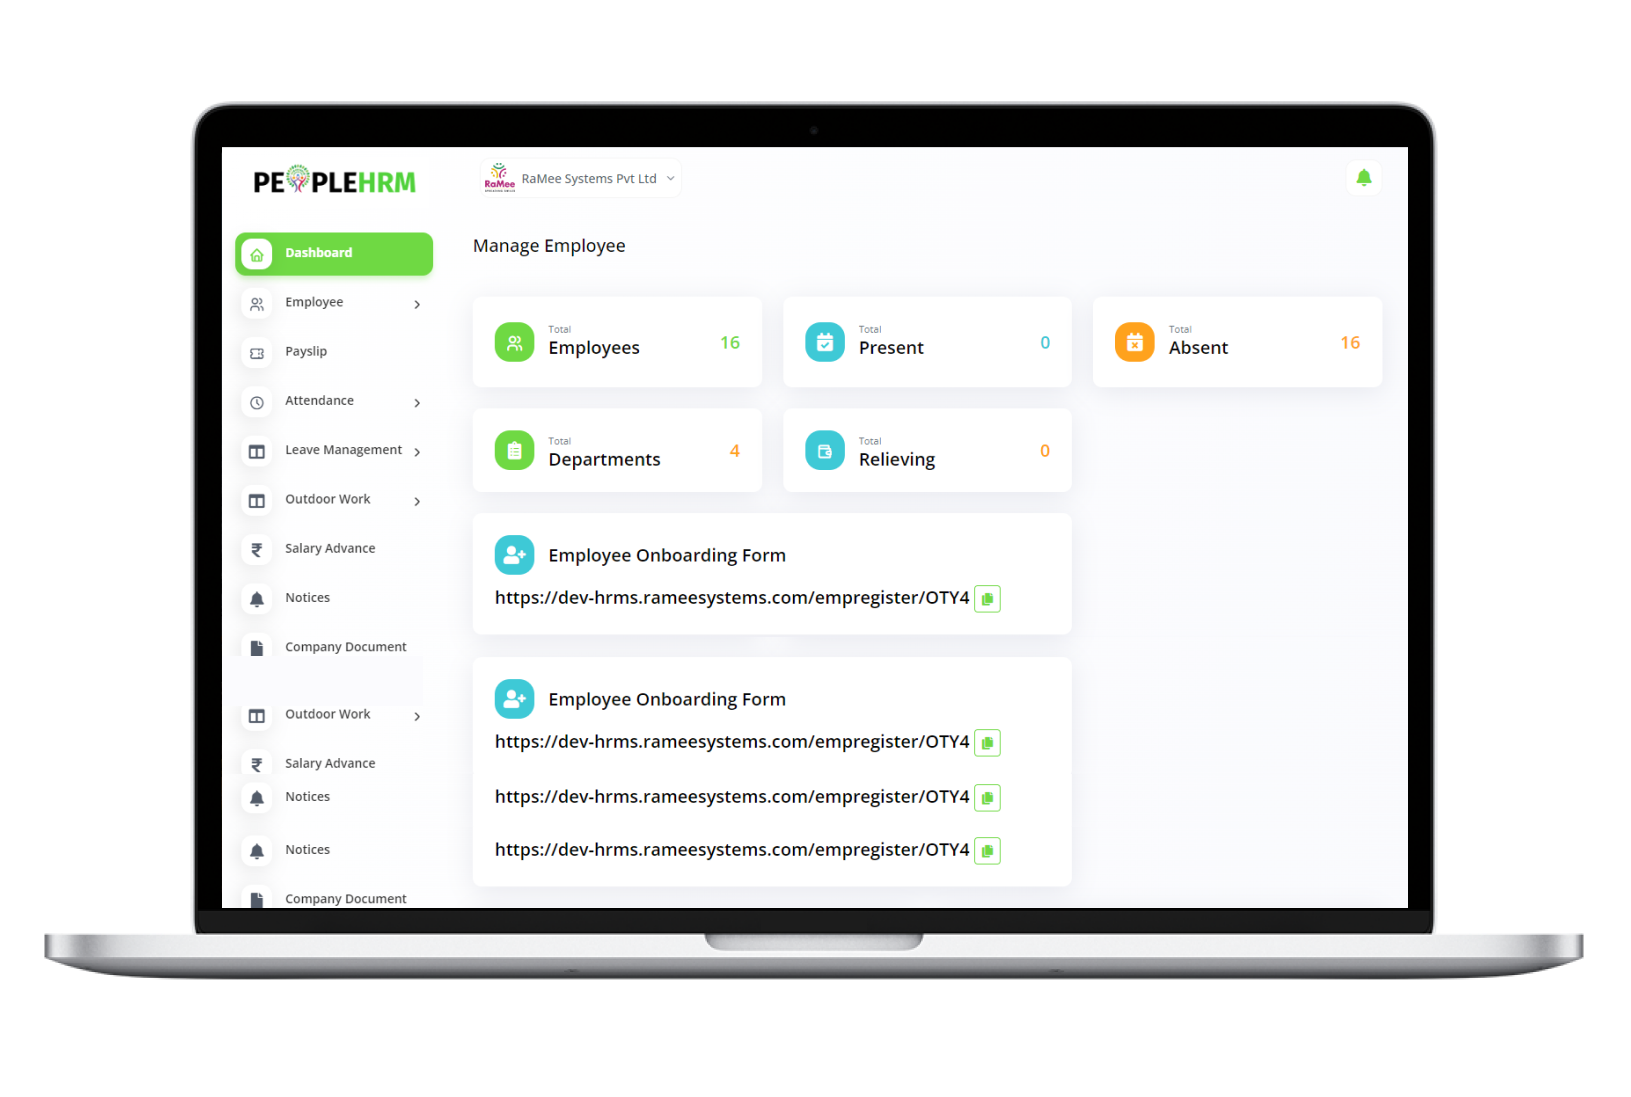 PEOPLEHRM
RaMee
RaMee Systems Pvt Ltd
Dashboard
Employee
Payslip
Attendance
Leave Management
Outdoor Work
Salary Advance
Notices
Company Document
Outdoor Work
Salary Advance
Notices
Notices
Company Document
Manage Employee
Total
Employees
16
Total
Present
0
Total
Absent
16
Total
Departments
4
Total
Relieving
0
Employee Onboarding Form
https://dev-hrms.rameesystems.com/empregister/OTY4
Employee Onboarding Form
https://dev-hrms.rameesystems.com/empregister/OTY4
https://dev-hrms.rameesystems.com/empregister/OTY4
https://dev-hrms.rameesystems.com/empregister/OTY4